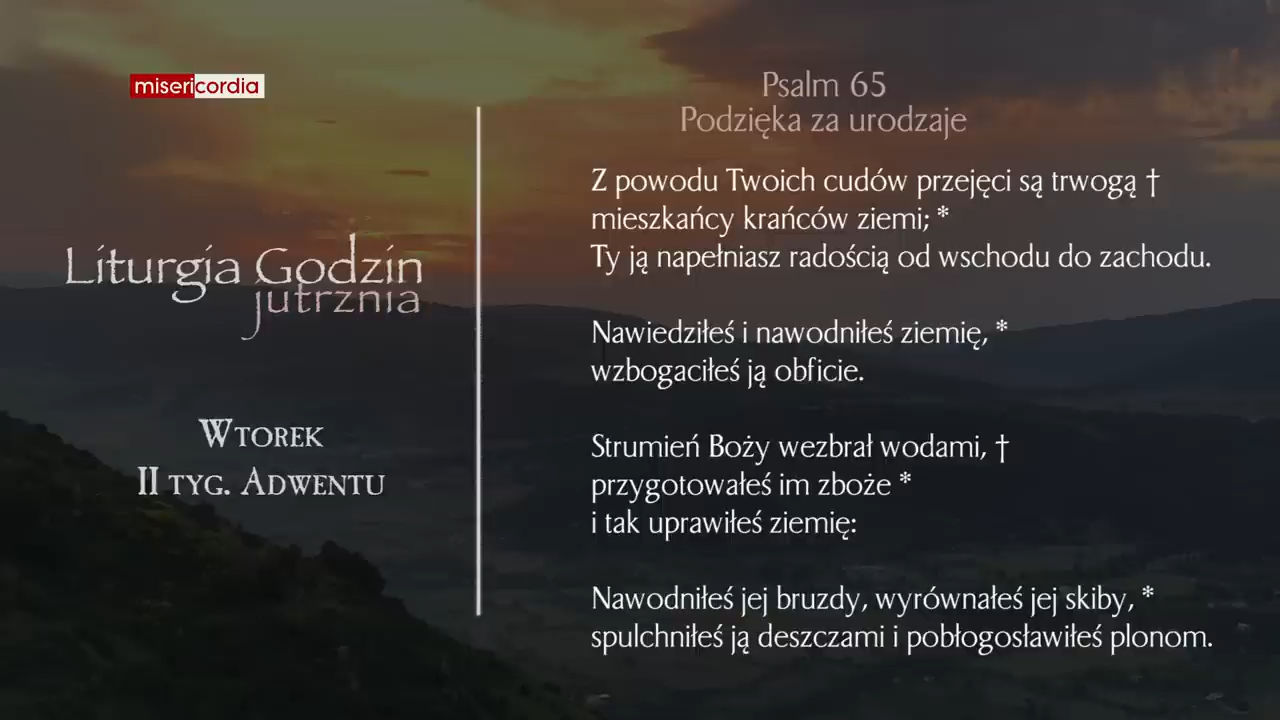 misericordia
Liturgia Godzin
jutrznia
Wtorek
II tyg. Adwentu
Psalm 65
Podzięka za urodzaje
Z powodu Twoich cudów przejęci są trwogą †
mieszkańcy krańców ziemi; *
Ty ją napełniasz radością od wschodu do zachodu.
Nawiedziłeś i nawodniłeś ziemię, *
wzbogaciłeś ją obficie.
Strumień Boży wezbrał wodami, †
przygotowałeś im zboże *
i tak uprawiłeś ziemię:
Nawodniłeś jej bruzdy, wyrównałeś jej skiby, *
spulchniłeś ją deszczami i pobłogosławiłeś plonom.